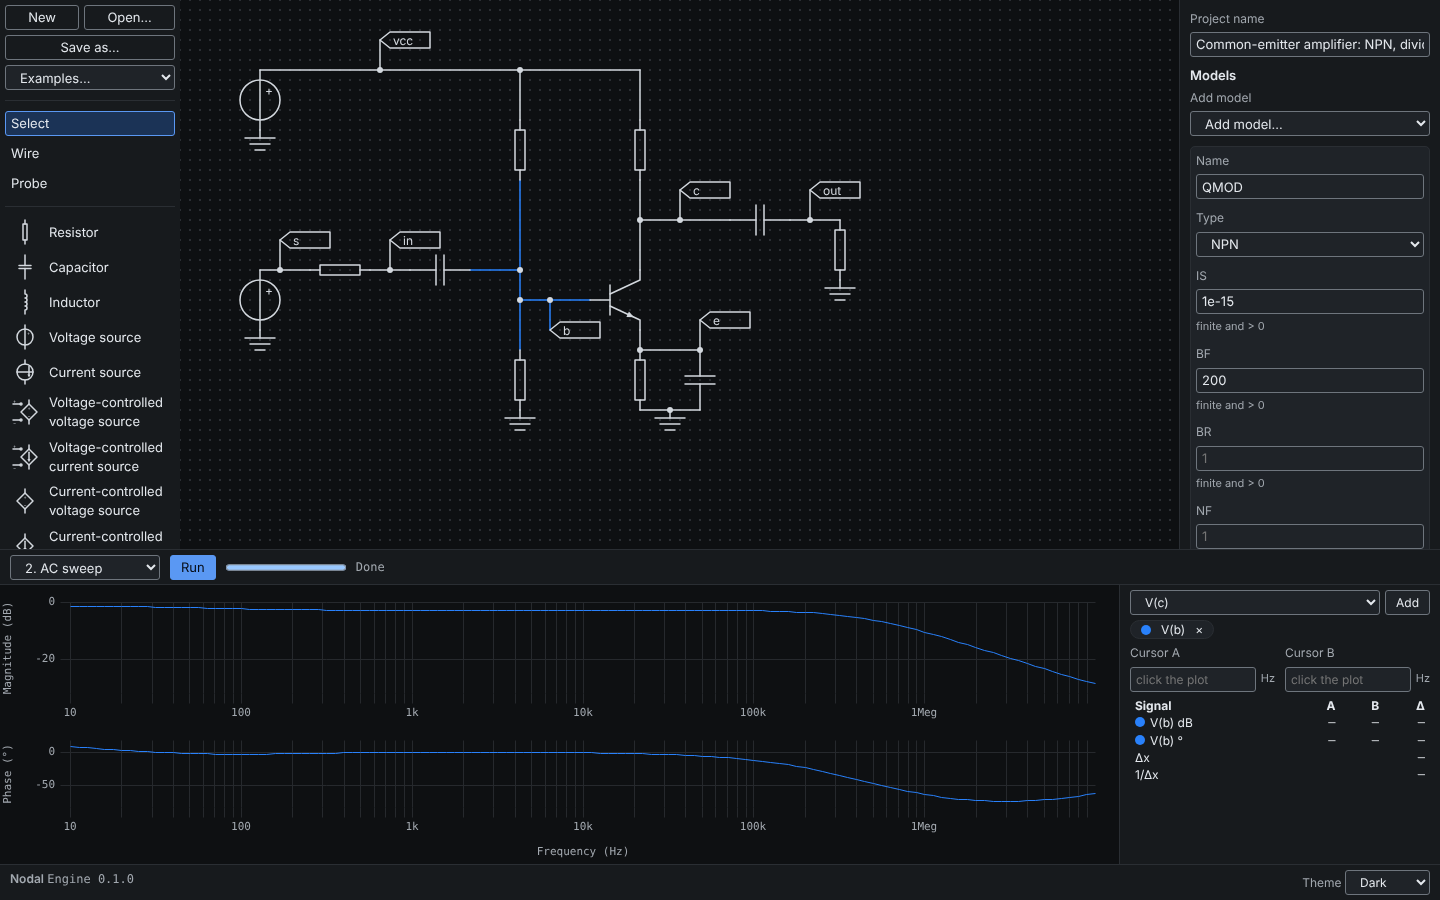 New
Open...
Save as...
Examples...
Select
Wire
Probe
Resistor
Capacitor
Inductor
Voltage source
Current source
Voltage-controlled
voltage source
Voltage-controlled
current source
Current-controlled
voltage source
Current-controlled
vcc
+
s
in
+
b
c
out
e
Project name
Common-emitter amplifier: NPN, divi
Models
Add model
Add model...
Name
QMOD
Type
NPN
IS
1e-15
finite and > 0
BF
200
finite and > 0
BR
1
finite and > 0
NF
1
2. AC sweep
Run
Done
Magnitude (dB)
0
-20
10
100
1k
10k
100k
1Meg
Phase (°)
0
-50
10
100
1k
10k
100k
1Meg
Frequency (Hz)
V(c)
Add
V(b) ×
Cursor A
Cursor B
click the plot Hz
click the plot Hz
Signal A B Δ
V(b) dB – – –
V(b) ° – – –
Δx –
1/Δx –
Nodal Engine 0.1.0
Theme
Dark